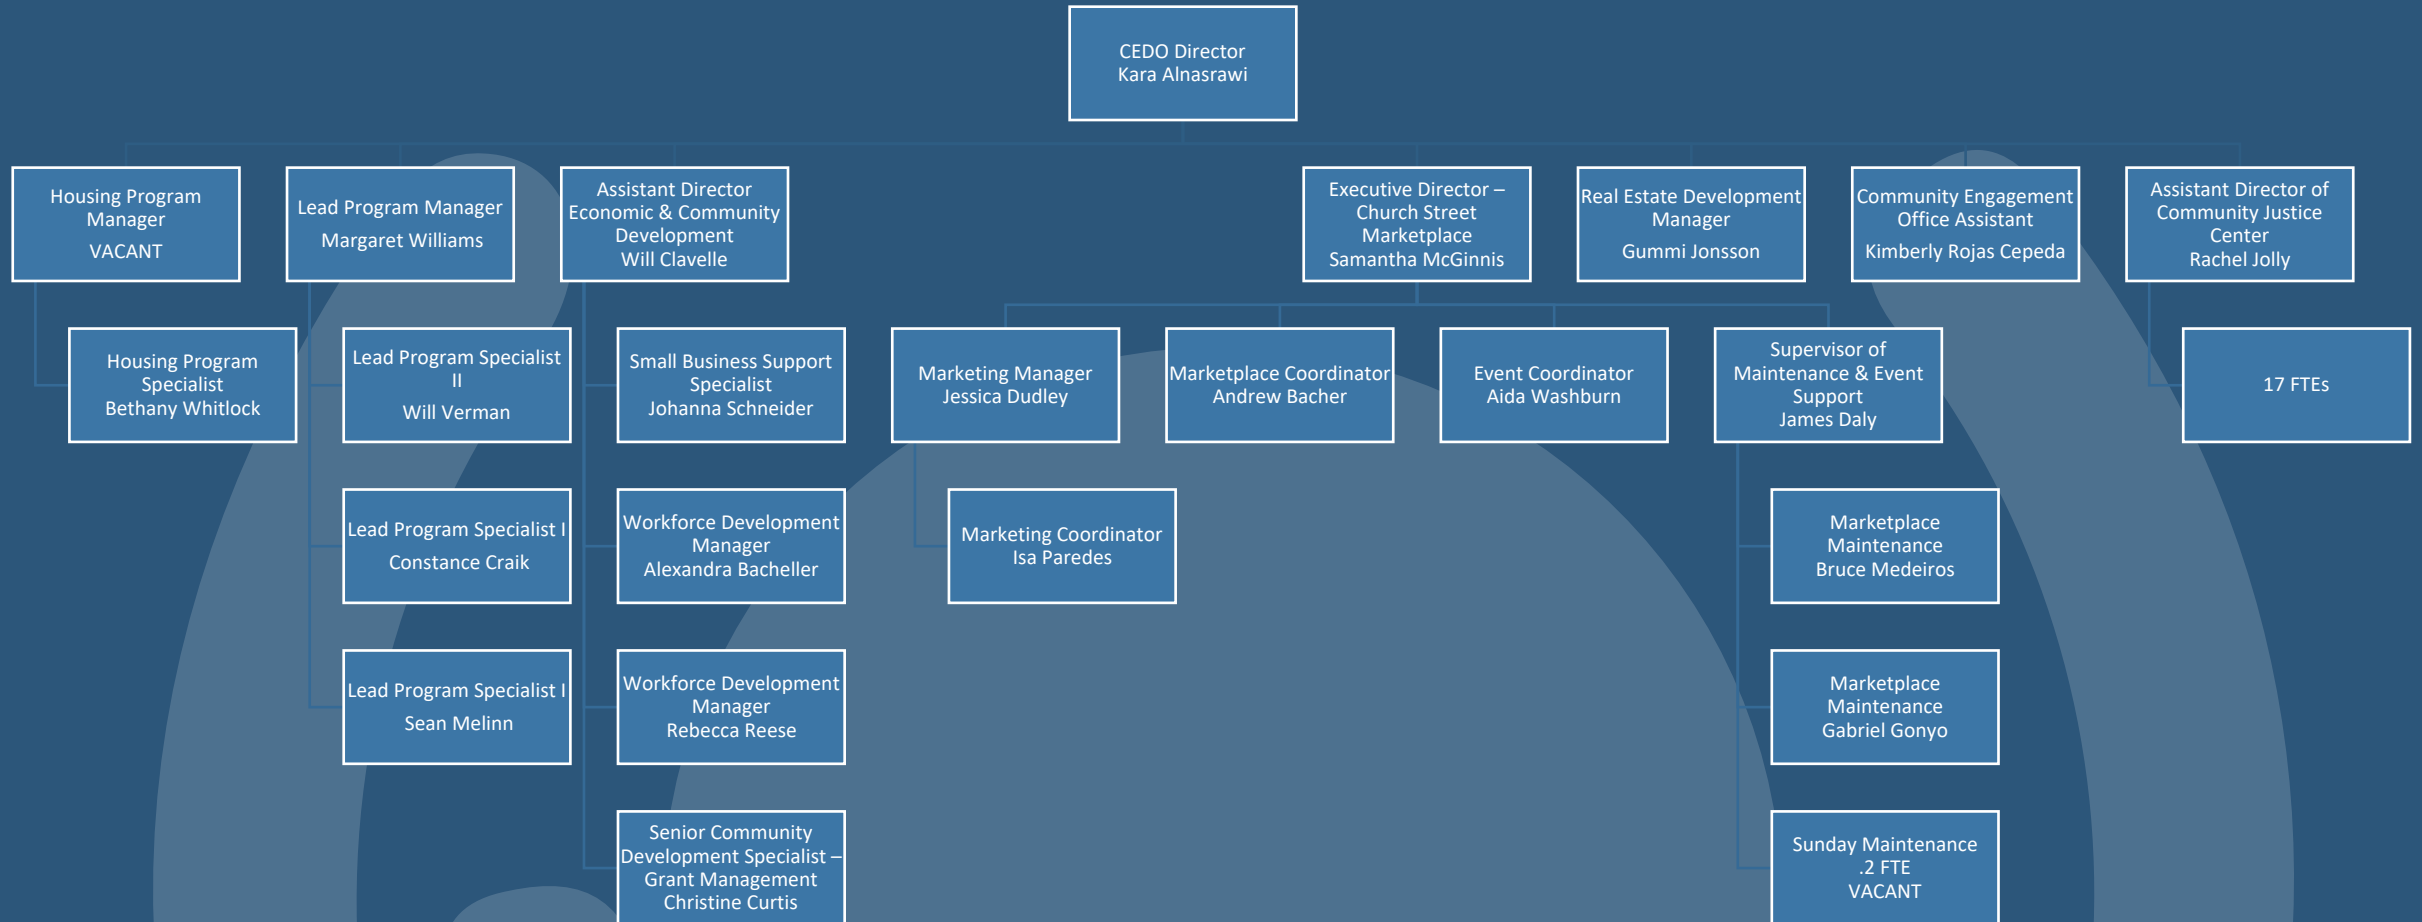 CEDO Director
Kara Alnasrawi
Housing Program
Manager
VACANT
Lead Program Manager
Margaret Williams
Assistant Director
Economic & Community
Development
Will Clavelle
Executive Director –
Church Street
Marketplace
Samantha McGinnis
Real Estate Development
Manager
Gummi Jonsson
Community Engagement
Office Assistant
Kimberly Rojas Cepeda
Assistant Director of
Community Justice
Center
Rachel Jolly
Housing Program
Specialist
Bethany Whitlock
Lead Program Specialist
II
Will Verman
Small Business Support
Specialist
Johanna Schneider
Marketing Manager
Jessica Dudley
Marketplace Coordinator
Andrew Bacher
Event Coordinator
Aida Washburn
Supervisor of
Maintenance & Event
Support
James Daly
17 FTEs
Lead Program Specialist I
Constance Craik
Workforce Development
Manager
Alexandra Bacheller
Marketing Coordinator
Isa Paredes
Marketplace
Maintenance
Bruce Medeiros
Lead Program Specialist I
Sean Melinn
Workforce Development
Manager
Rebecca Reese
Marketplace
Maintenance
Gabriel Gonyo
Senior Community
Development Specialist –
Grant Management
Christine Curtis
Sunday Maintenance
.2 FTE
VACANT